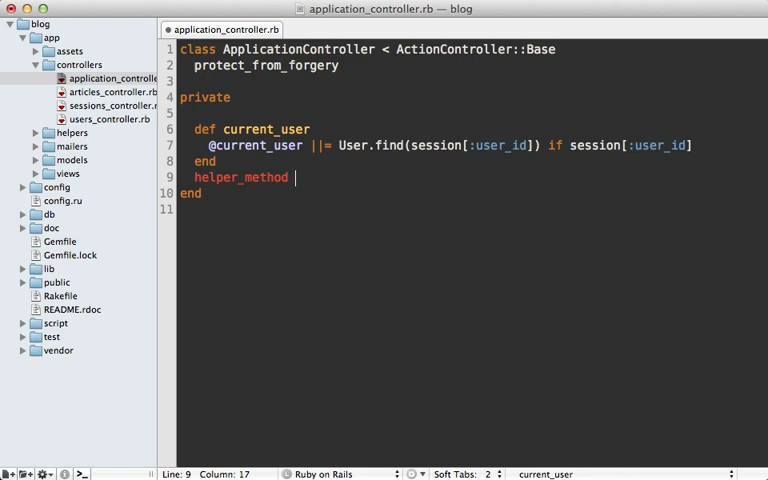 application_controller.rb — blog
blog
app
assets
controllers
application_controlle
articles_controller.rb
sessions_controller.r
users_controller.rb
helpers
mailers
models
views
config
config.ru
db
doc
Gemfile
Gemfile.lock
lib
public
Rakefile
README.rdoc
script
test
vendor
application_controller.rb
1 class ApplicationController < ActionController::Base
2 protect_from_forgery
3
4 private
5
6 def current_user
7 @current_user ||= User.find(session[:user_id]) if session[:user_id]
8 end
9 helper_method
10 end
11
Line: 9 Column: 17 Ruby on Rails Soft Tabs: 2 current_user